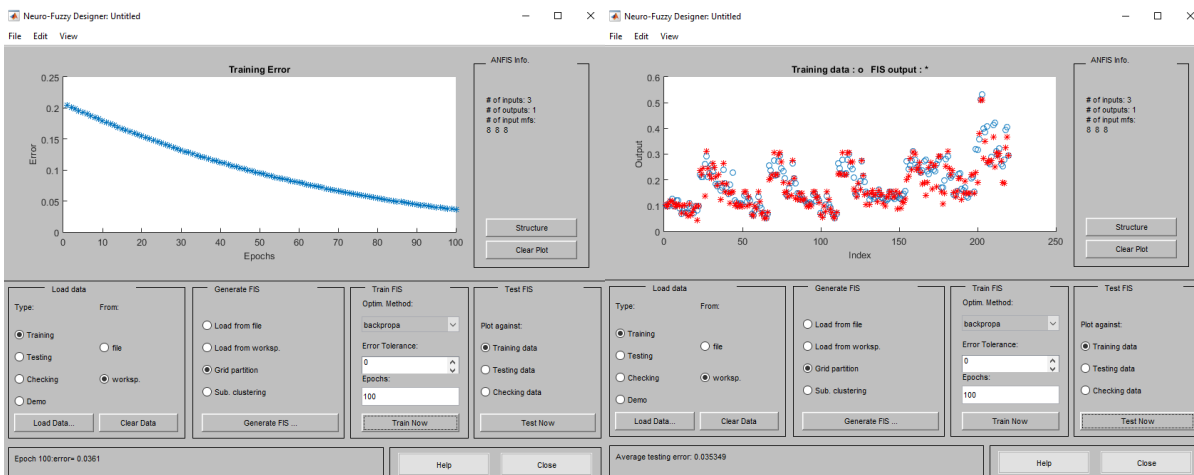 Neuro-Fuzzy Designer: Untitled
File Edit View
Training Error
0.25
0.2
0.15
0.1
0.05
0
Error
0 10 20 30 40 50 60 70 80 90 100
Epochs
ANFIS Info.
# of inputs: 3
# of outputs: 1
# of input mfs:
8 8 8
Structure
Clear Plot
Load data
Type: From:
Training
Testing
Checking
Demo
file
worksp.
Load Data...
Clear Data
Generate FIS
Load from file
Load from worksp.
Grid partition
Sub. clustering
Generate FIS ...
Train FIS
Optim. Method:
backpropa
Error Tolerance:
0
Epochs:
100
Train Now
Test FIS
Plot against:
Training data
Testing data
Checking data
Test Now
Epoch 100:error= 0.0361
Help
Close
Neuro-Fuzzy Designer: Untitled
File Edit View
Training data : o FIS output : *
0.6
0.5
0.4
0.3
0.2
0.1
0
Output
0 50 100 150 200 250
Index
ANFIS Info.
# of inputs: 3
# of outputs: 1
# of input mfs:
8 8 8
Structure
Clear Plot
Load data
Type: From:
Training
Testing
Checking
Demo
file
worksp.
Load Data...
Clear Data
Generate FIS
Load from file
Load from worksp.
Grid partition
Sub. clustering
Generate FIS ...
Train FIS
Optim. Method:
backpropa
Error Tolerance:
0
Epochs:
100
Train Now
Test FIS
Plot against:
Training data
Testing data
Checking data
Test Now
Average testing error: 0.035349
Help
Close